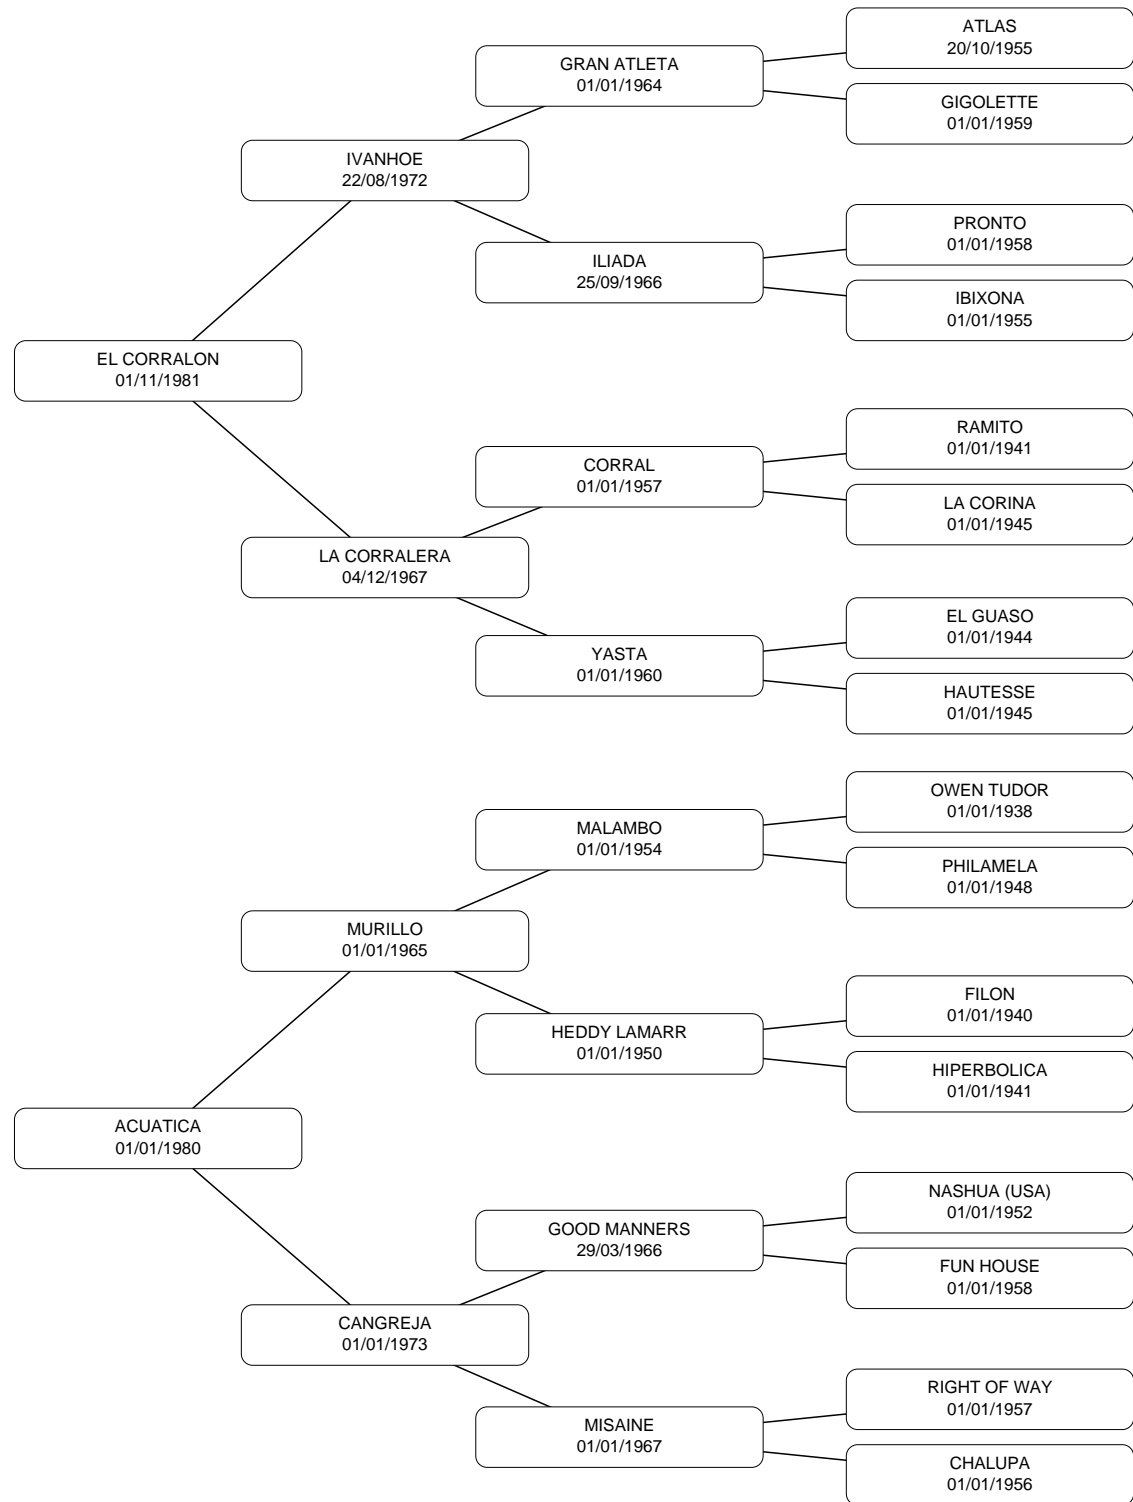 ATLAS
20/10/1955
GRAN ATLETA
01/01/1964
GIGOLETTE
01/01/1959
IVANHOE
22/08/1972
PRONTO
01/01/1958
ILIADA
25/09/1966
IBIXONA
01/01/1955
EL CORRALON
01/11/1981
RAMITO
01/01/1941
CORRAL
01/01/1957
LA CORINA
01/01/1945
LA CORRALERA
04/12/1967
EL GUASO
01/01/1944
YASTA
01/01/1960
HAUTESSE
01/01/1945
OWEN TUDOR
01/01/1938
MALAMBO
01/01/1954
PHILAMELA
01/01/1948
MURILLO
01/01/1965
FILON
01/01/1940
HEDDY LAMARR
01/01/1950
HIPERBOLICA
01/01/1941
ACUATICA
01/01/1980
NASHUA (USA)
01/01/1952
GOOD MANNERS
29/03/1966
FUN HOUSE
01/01/1958
CANGREJA
01/01/1973
RIGHT OF WAY
01/01/1957
MISAINE
01/01/1967
CHALUPA
01/01/1956